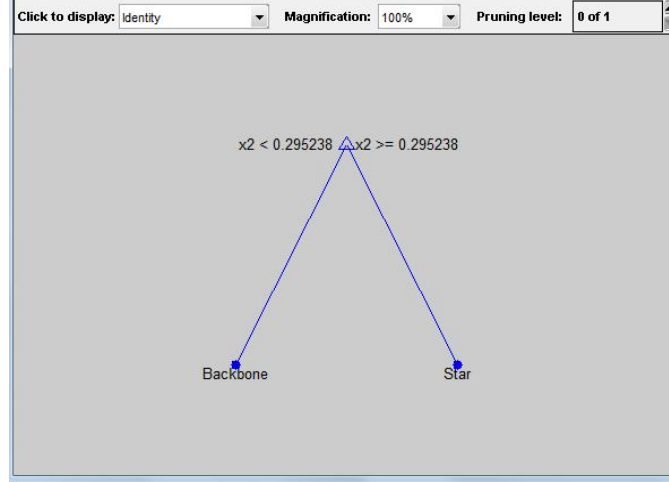 Click to display: Identity Magnification: 100% Pruning level: 0 of 1
x2 < 0.295238 x2 >= 0.295238
Backbone Star